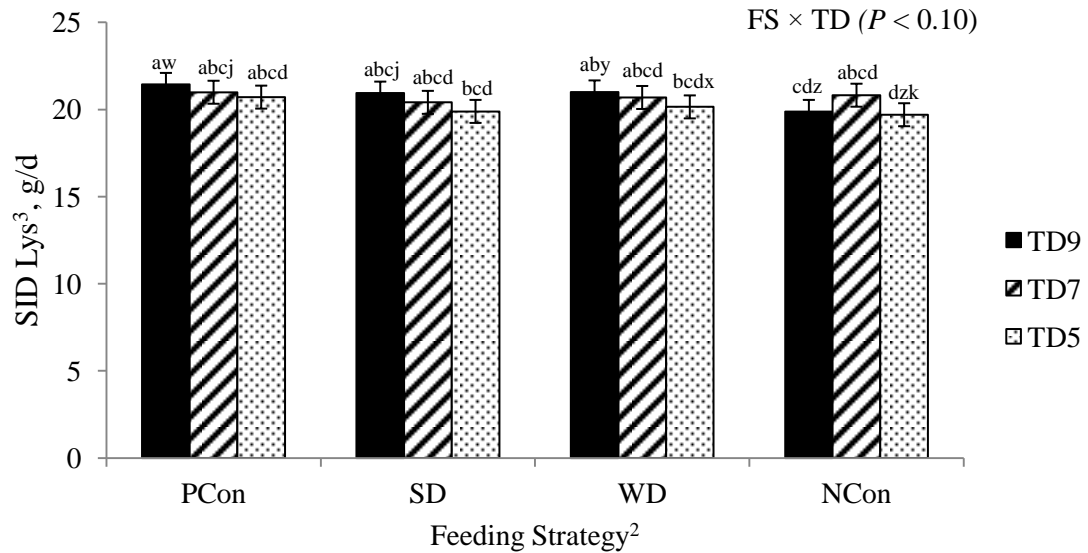 FS × TD (P < 0.10)
25
20
15
10
5
0
SID Lys³, g/d
aw abcj abcd abcj abcd bcd aby abcd bcdx cdz abcd dzk
TD9
TD7
TD5
PCon SD WD NCon
Feeding Strategy²